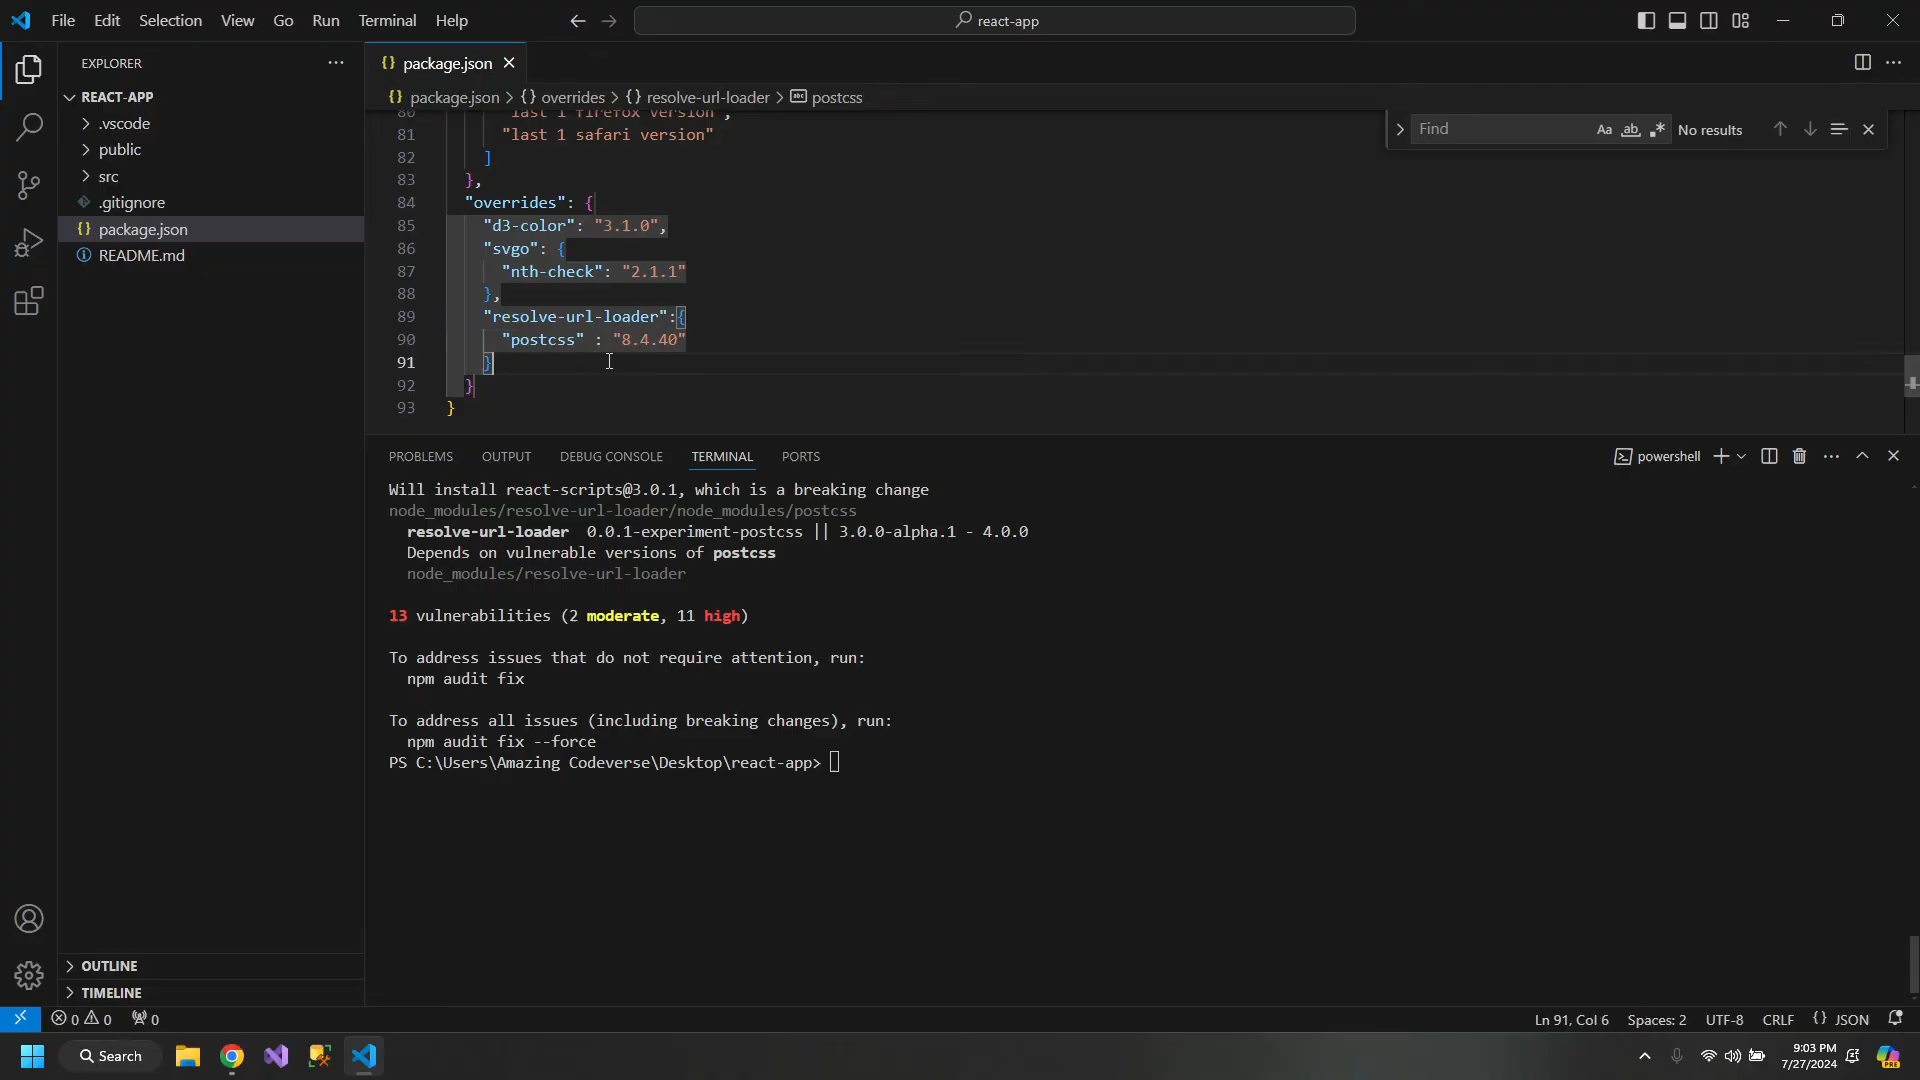 File Edit Selection View Go Run Terminal Help
react-app
EXPLORER
REACT-APP
.vscode
public
src
.gitignore
package.json
README.md
OUTLINE
TIMELINE
{} package.json
{} package.json > {} overrides > {} resolve-url-loader > abc postcss
Find Aa ab No results
80 "last 1 firefox version",
81 "last 1 safari version"
82 ]
83 },
84 "overrides": {
85 "d3-color": "3.1.0",
86 "svgo": {
87 "nth-check": "2.1.1"
88 },
89 "resolve-url-loader":{
90 "postcss" : "8.4.40"
91 }
92 }
93 }
PROBLEMS OUTPUT DEBUG CONSOLE TERMINAL PORTS
powershell
Will install react-scripts@3.0.1, which is a breaking change
node_modules/resolve-url-loader/node_modules/postcss
resolve-url-loader 0.0.1-experiment-postcss || 3.0.0-alpha.1 - 4.0.0
Depends on vulnerable versions of postcss
node_modules/resolve-url-loader
13 vulnerabilities (2 moderate, 11 high)
To address issues that do not require attention, run:
npm audit fix
To address all issues (including breaking changes), run:
npm audit fix --force
PS C:\Users\Amazing Codeverse\Desktop\react-app>
0 0 0
Ln 91, Col 6 Spaces: 2 UTF-8 CRLF {} JSON
Search
9:03 PM
7/27/2024
PRE